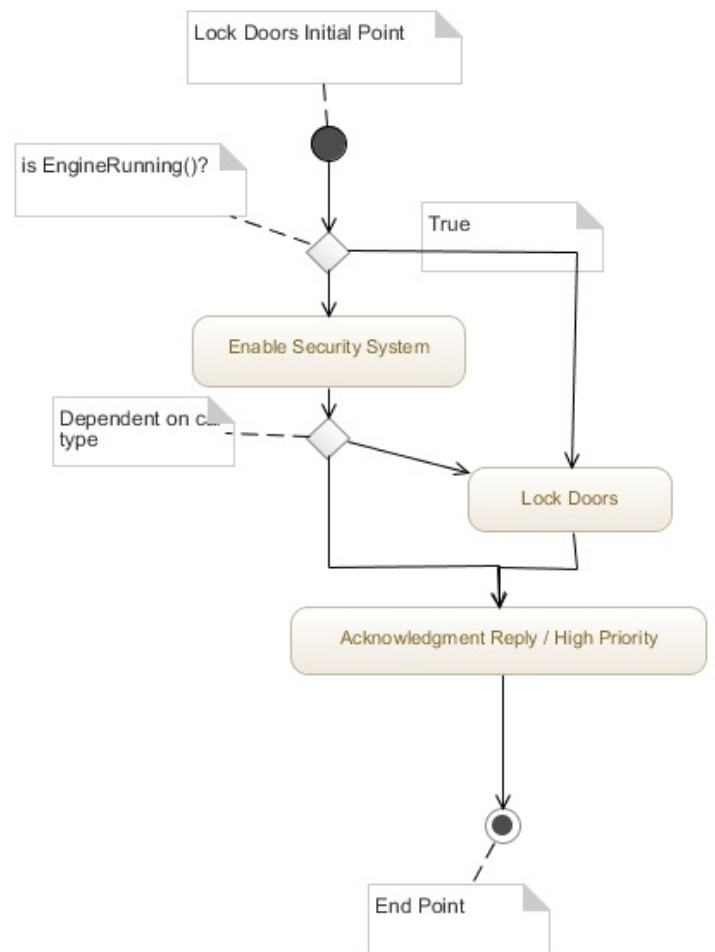 Lock Doors Initial Point
is EngineRunning()?
True
Enable Security System
Dependent on
type
Lock Doors
Acknowledgment Reply / High Priority
End Point